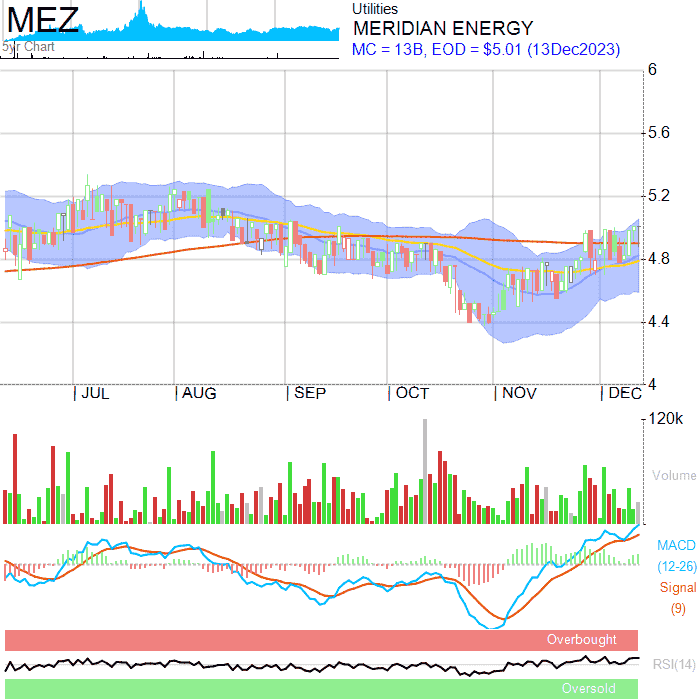 MEZ
5yr Chart
Utilities
MERIDIAN ENERGY
MC = 13B, EOD = $5.01 (13Dec2023)
6
5.6
5.2
4.8
4.4
4
JUL AUG SEP OCT NOV DEC
120k
Volume
MACD
(12-26)
Signal
(9)
Overbought
RSI(14)
Oversold